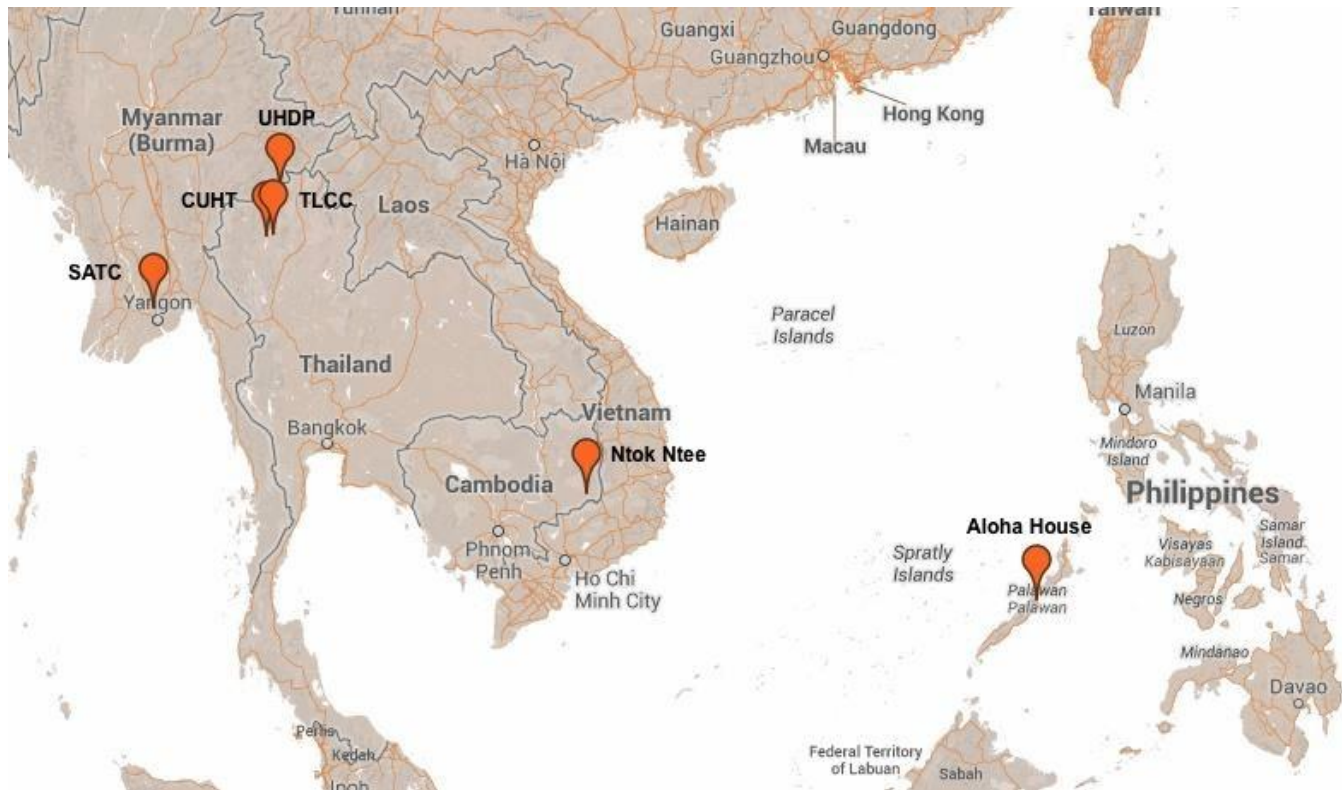 Yunnan
Taiwan
Guangxi
Guangdong
Guangzhou
Hong Kong
Macau
Myanmar
(Burma)
UHDP
Hà Nội
CUHT
TLCC
Laos
Hainan
SATC
Yangon
Paracel
Islands
Luzon
Thailand
Manila
Vietnam
Bangkok
Mindoro
Island
Ntok Ntee
Cambodia
Philippines
Aloha House
Samar
Island
Samar
Phnom
Penh
Spratly
Islands
Visayas
Kabisayaan
Ho Chi
Minh City
Palawan
Palawan
Negros
Mindanao
Davao
Perlis
Kedah
Ipoh
Federal Territory
of Labuan
Sabah